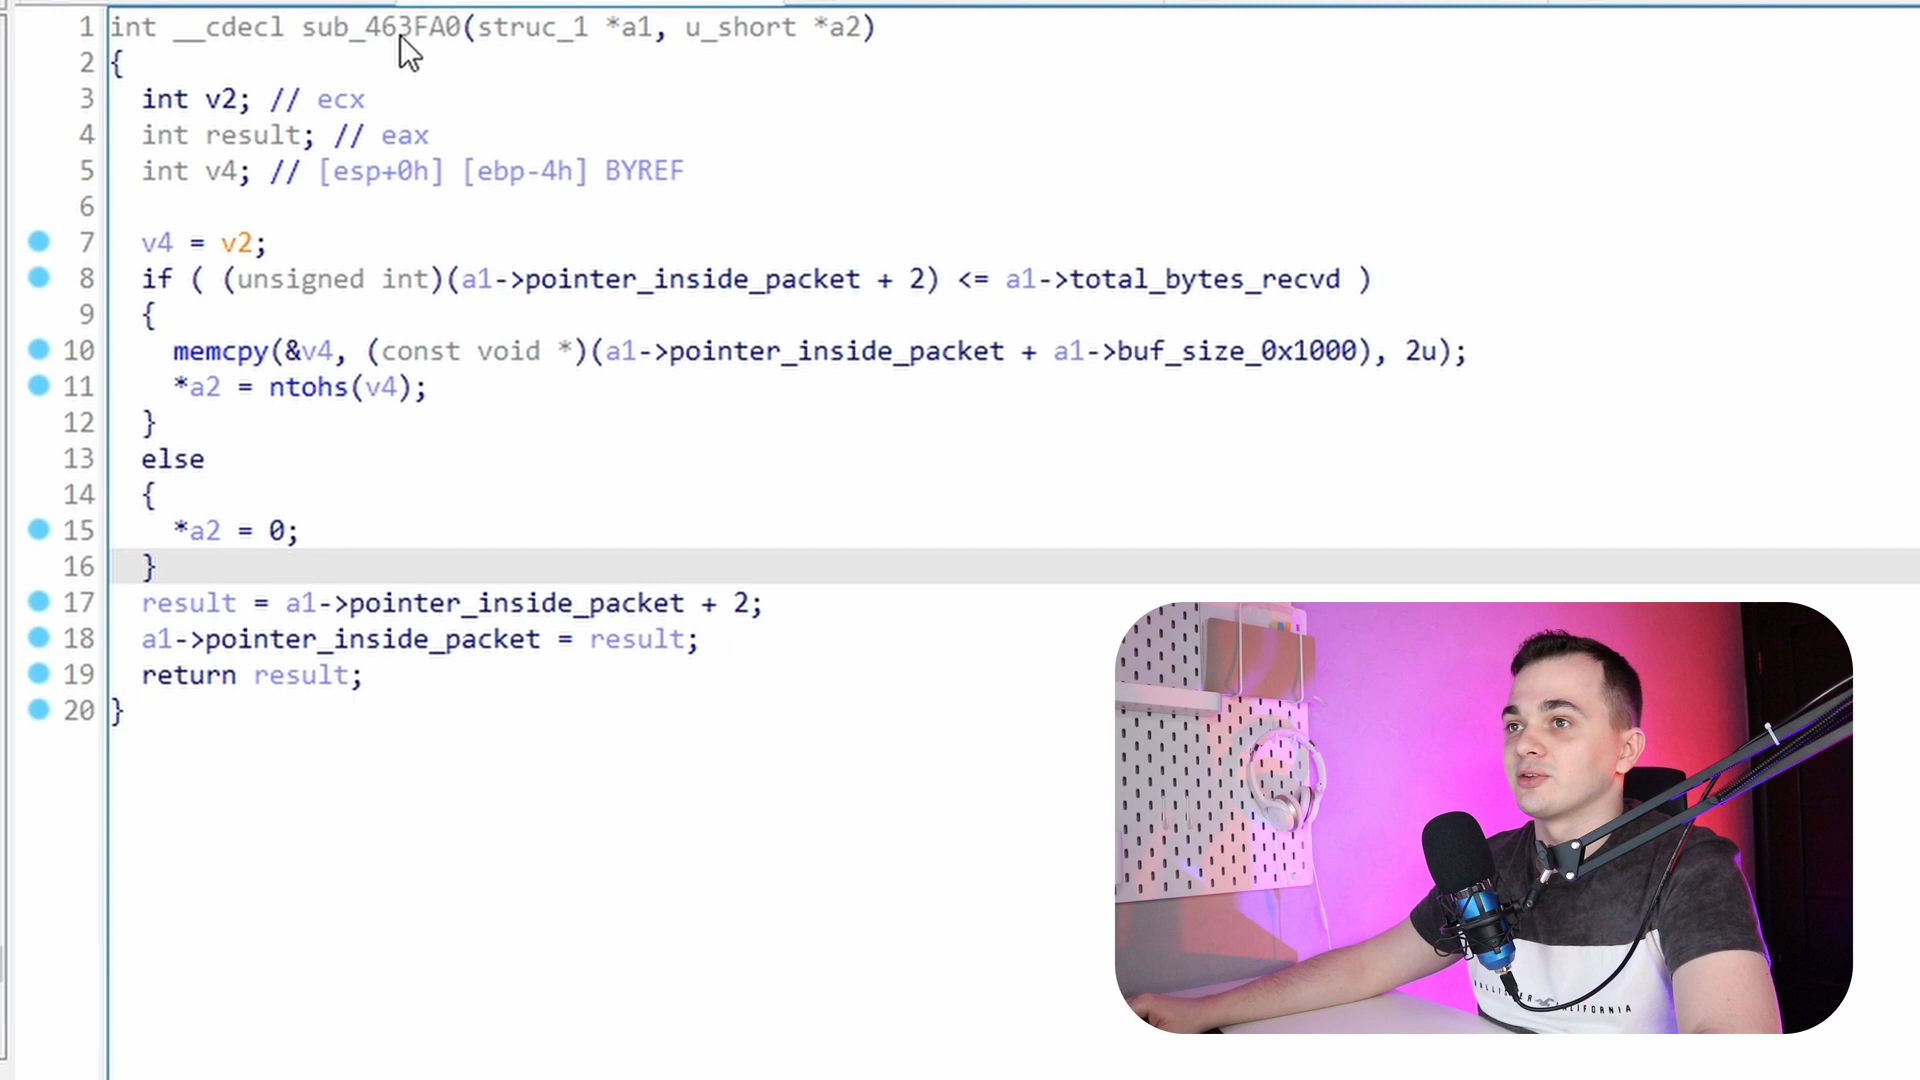 1 int __cdecl sub_463FA0(struc_1 *a1, u_short *a2)
2 {
3 int v2; // ecx
4 int result; // eax
5 int v4; // [esp+0h] [ebp-4h] BYREF
6
7 v4 = v2;
8 if ( (unsigned int)(a1->pointer_inside_packet + 2) <= a1->total_bytes_recvd )
9 {
10 memcpy(&v4, (const void *)(a1->pointer_inside_packet + a1->buf_size_0x1000), 2u);
11 *a2 = ntohs(v4);
12 }
13 else
14 {
15 *a2 = 0;
16 }
17 result = a1->pointer_inside_packet + 2;
18 a1->pointer_inside_packet = result;
19 return result;
20 }